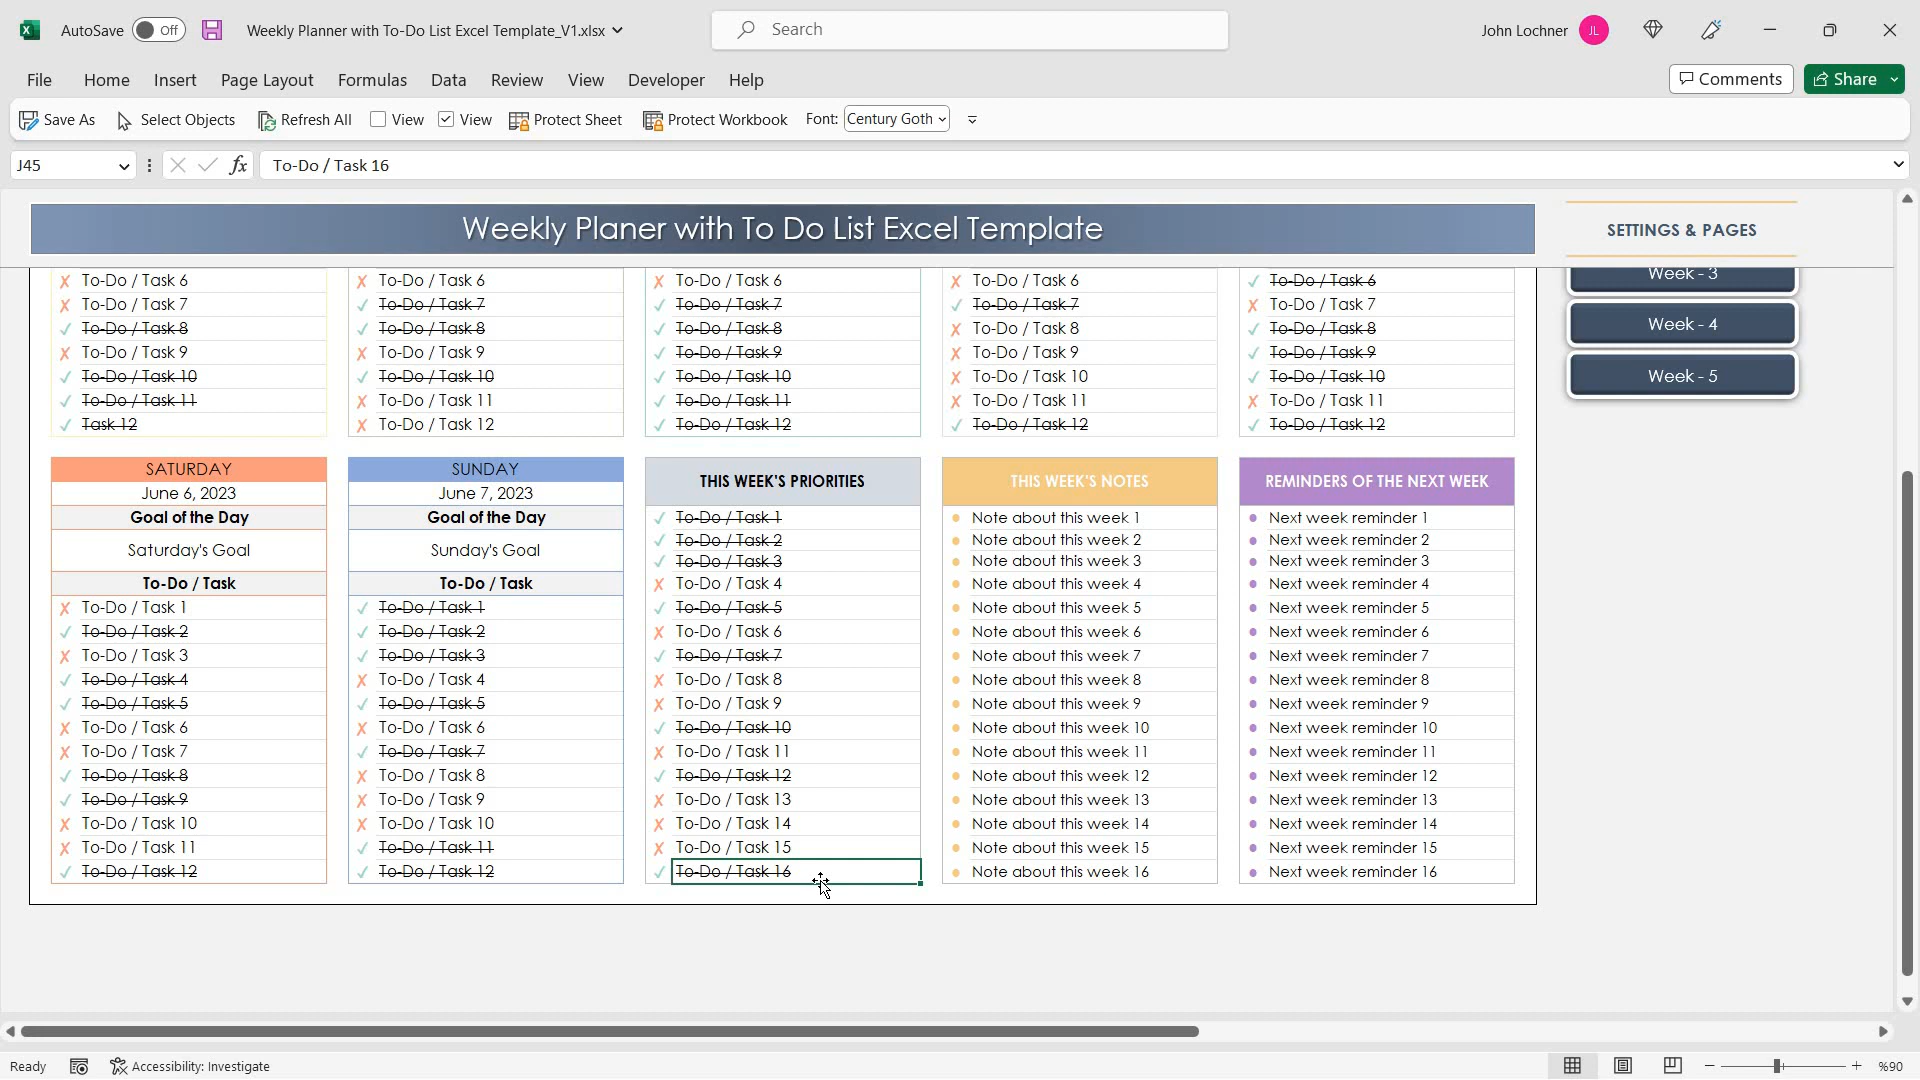 AutoSave Off Weekly Planner with To-Do List Excel Template_V1.xlsx Search John Lochner JL
File Home Insert Page Layout Formulas Data Review View Developer Help Comments Share
Save As Select Objects Refresh All View View Protect Sheet Protect Workbook Font: Century Goth
J45 fx To-Do / Task 16
Weekly Planer with To Do List Excel Template
SETTINGS & PAGES
Week - 3
Week - 4
Week - 5
To-Do / Task 6
To-Do / Task 7
To-Do / Task 8
To-Do / Task 9
To-Do / Task 10
To-Do / Task 11
Task 12
To-Do / Task 6
To-Do / Task 7
To-Do / Task 8
To-Do / Task 9
To-Do / Task 10
To-Do / Task 11
To-Do / Task 12
To-Do / Task 6
To-Do / Task 7
To-Do / Task 8
To-Do / Task 9
To-Do / Task 10
To-Do / Task 11
To-Do / Task 12
To-Do / Task 6
To-Do / Task 7
To-Do / Task 8
To-Do / Task 9
To-Do / Task 10
To-Do / Task 11
To-Do / Task 12
To-Do / Task 6
To-Do / Task 7
To-Do / Task 8
To-Do / Task 9
To-Do / Task 10
To-Do / Task 11
To-Do / Task 12
SATURDAY
June 6, 2023
Goal of the Day
Saturday's Goal
To-Do / Task
To-Do / Task 1
To-Do / Task 2
To-Do / Task 3
To-Do / Task 4
To-Do / Task 5
To-Do / Task 6
To-Do / Task 7
To-Do / Task 8
To-Do / Task 9
To-Do / Task 10
To-Do / Task 11
To-Do / Task 12
SUNDAY
June 7, 2023
Goal of the Day
Sunday's Goal
To-Do / Task
To-Do / Task 1
To-Do / Task 2
To-Do / Task 3
To-Do / Task 4
To-Do / Task 5
To-Do / Task 6
To-Do / Task 7
To-Do / Task 8
To-Do / Task 9
To-Do / Task 10
To-Do / Task 11
To-Do / Task 12
THIS WEEK'S PRIORITIES
To-Do / Task 1
To-Do / Task 2
To-Do / Task 3
To-Do / Task 4
To-Do / Task 5
To-Do / Task 6
To-Do / Task 7
To-Do / Task 8
To-Do / Task 9
To-Do / Task 10
To-Do / Task 11
To-Do / Task 12
To-Do / Task 13
To-Do / Task 14
To-Do / Task 15
To-Do / Task 16
THIS WEEK'S NOTES
Note about this week 1
Note about this week 2
Note about this week 3
Note about this week 4
Note about this week 5
Note about this week 6
Note about this week 7
Note about this week 8
Note about this week 9
Note about this week 10
Note about this week 11
Note about this week 12
Note about this week 13
Note about this week 14
Note about this week 15
Note about this week 16
REMINDERS OF THE NEXT WEEK
Next week reminder 1
Next week reminder 2
Next week reminder 3
Next week reminder 4
Next week reminder 5
Next week reminder 6
Next week reminder 7
Next week reminder 8
Next week reminder 9
Next week reminder 10
Next week reminder 11
Next week reminder 12
Next week reminder 13
Next week reminder 14
Next week reminder 15
Next week reminder 16
Ready Accessibility: Investigate %90